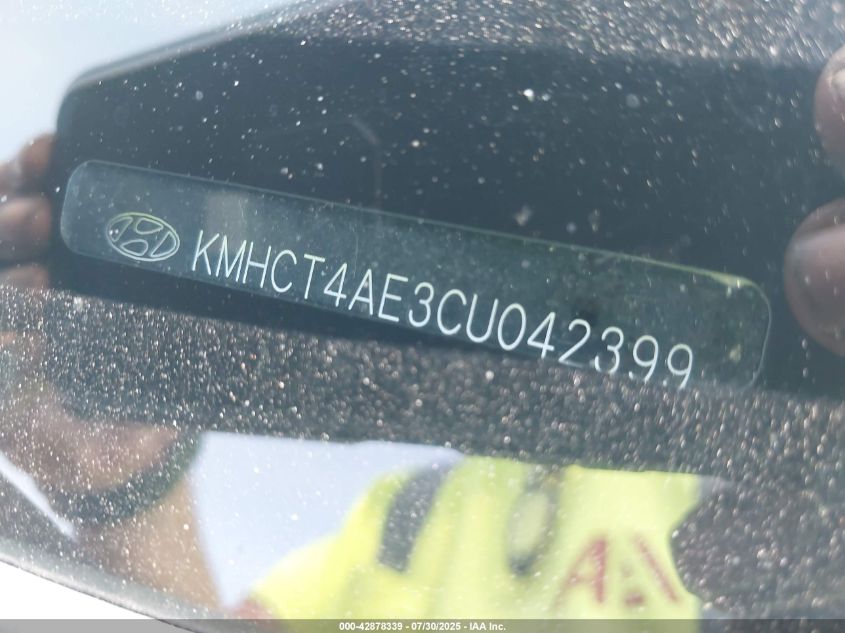 KMHCT4AE3CU042399
000-42878339 - 07/30/2025 - IAA Inc.